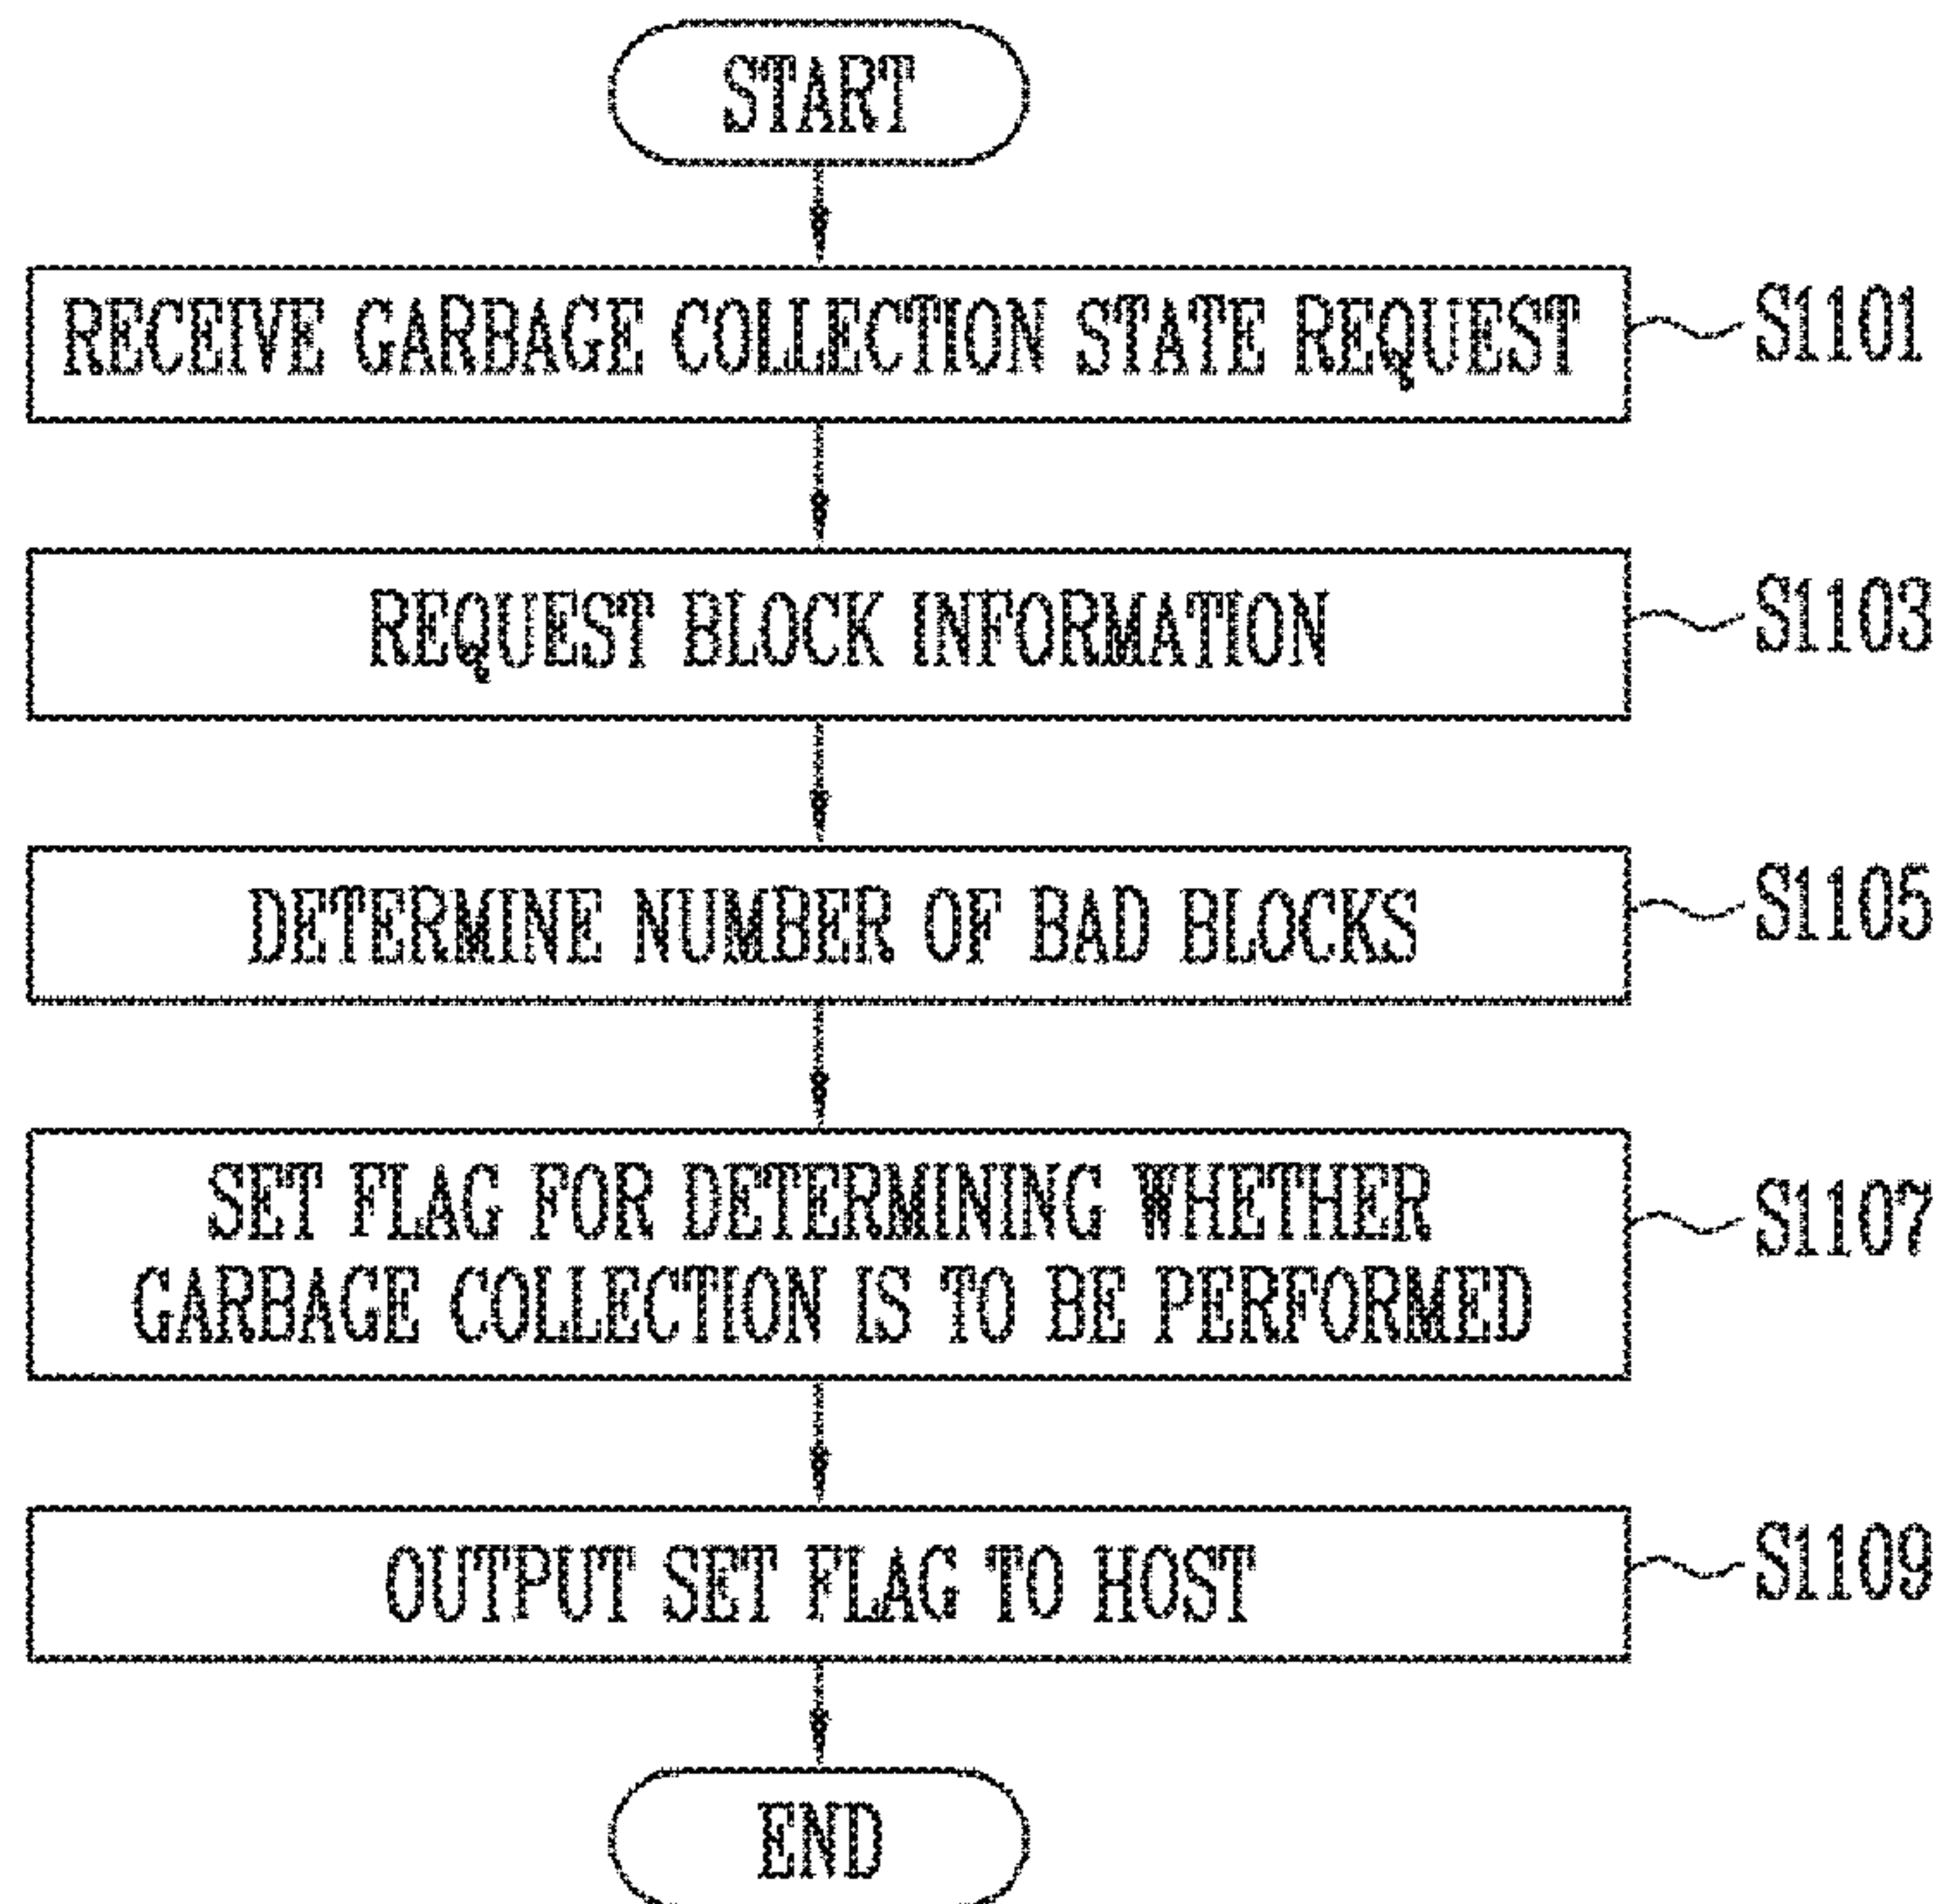 START
RECEIVE GARBAGE COLLECTION STATE REQUEST
S1101
REQUEST BLOCK INFORMATION
S1103
DETERMINE NUMBER OF BAD BLOCKS
S1105
SET FLAG FOR DETERMINING WHETHER
GARBAGE COLLECTION IS TO BE PERFORMED
S1107
OUTPUT SET FLAG TO HOST
S1109
END